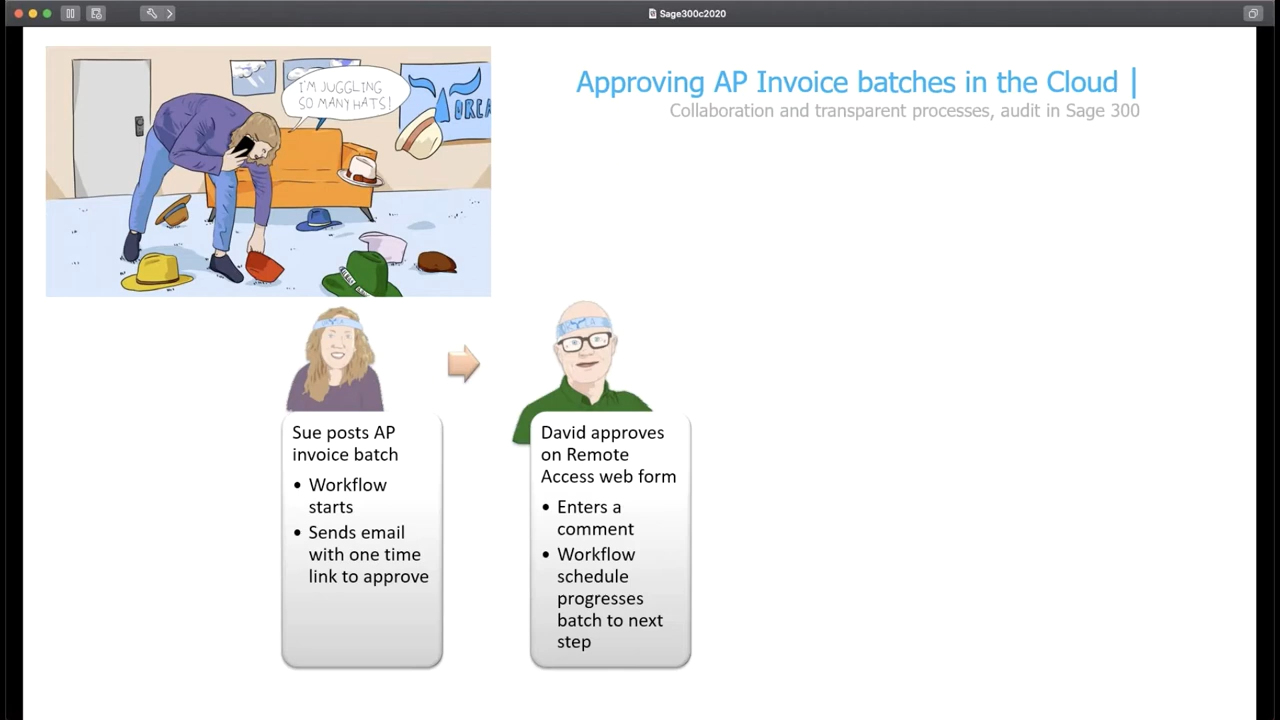 Sage300c2020
Approving AP Invoice batches in the Cloud |
Collaboration and transparent processes, audit in Sage 300
I'M JUGGLING
SO MANY HATS!
Sue posts AP
invoice batch
• Workflow
starts
• Sends email
with one time
link to approve
David approves
on Remote
Access web form
• Enters a
comment
• Workflow
schedule
progresses
batch to next
step